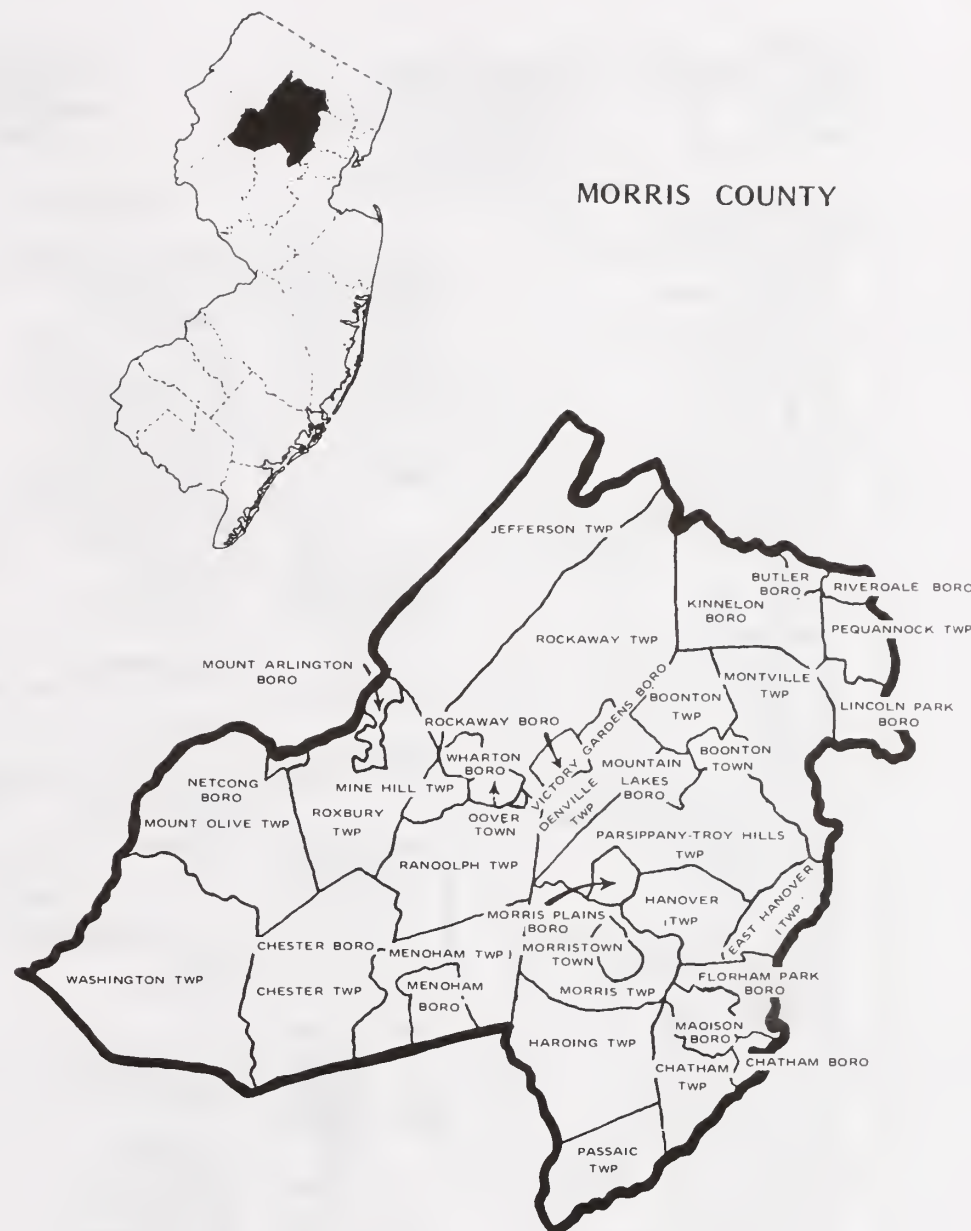 MORRIS COUNTY
JEFFERSON TWP
BUTLER
BORO
RIVEROALE BORO
KINNELON
BORO
PEQUANNOCK TWP
ROCKAWAY TWP
MOUNT ARLINGTON
BORO
MONTVILLE
TWP
BOONTON
TWP
LINCOLN PARK
BORO
ROCKAWAY BORO
VICTORY GARDENS BORO
WHARTON
BORO
MOUNTAIN
LAKES
BORO
BOONTON
TOWN
NETCONG
BORO
MINE HILL TWP
DENVILLE
TWP
MOUNT OLIVE TWP
ROXBURY
TWP
OOVER
TOWN
PARSIPPANY-TROY HILLS
TWP
RANOOLPH TWP
HANOVER
TWP
EAST HANOVER
TWP
MORRIS PLAINS
BORO
CHESTER BORO
MENOHAM TWP
MORRISTOWN
TOWN
WASHINGTON TWP
CHESTER TWP
MENOHAM
BORO
MORRIS TWP
FLORHAM PARK
BORO
MAOISON
BORO
HAROING TWP
CHATHAM BORO
CHATHAM
TWP
PASSAIC
TWP